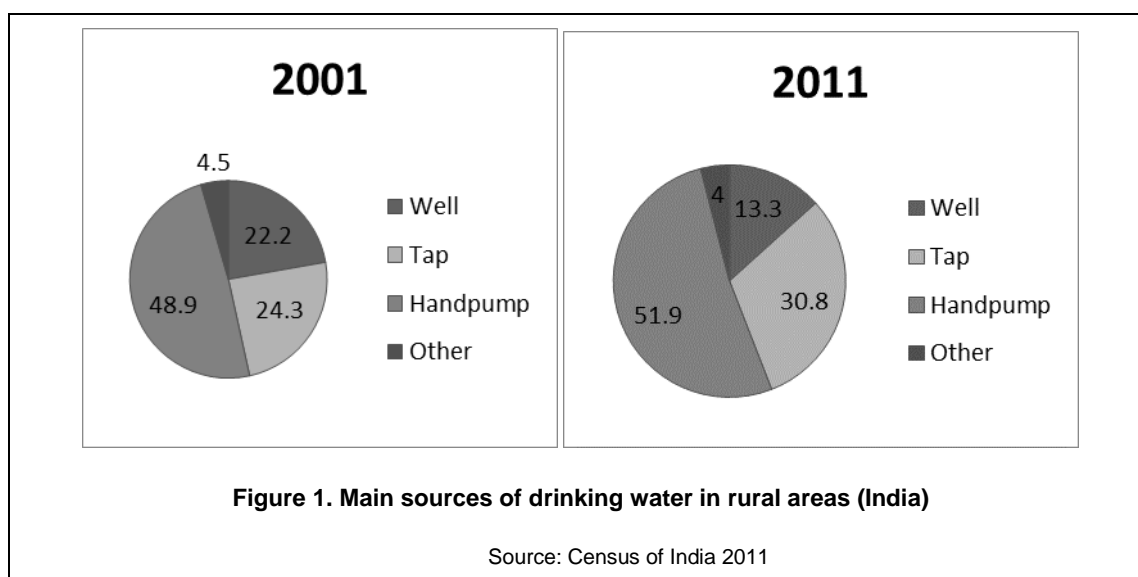 2001
4.5
22.2
24.3
48.9
Well
Tap
Handpump
Other
2011
4
13.3
30.8
51.9
Well
Tap
Handpump
Other
Figure 1. Main sources of drinking water in rural areas (India)
Source: Census of India 2011